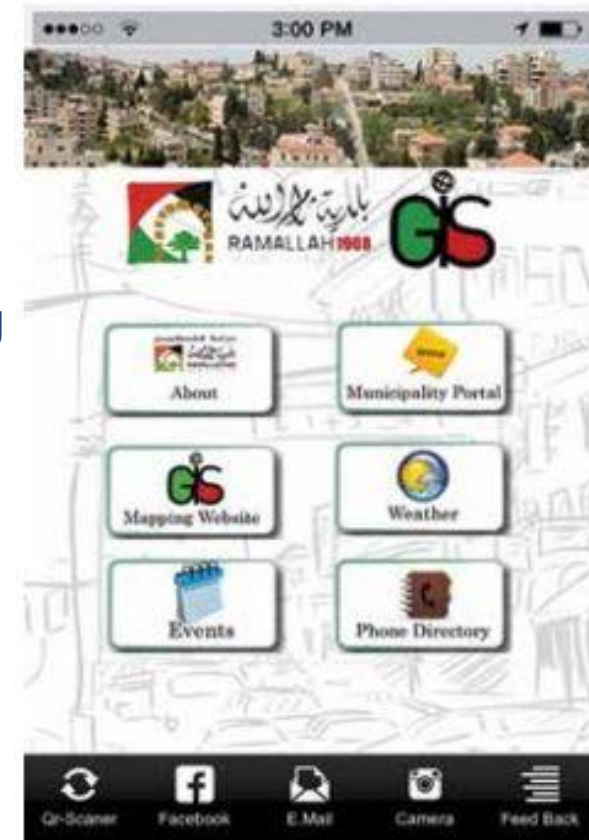 3:00 PM
بلدية رام الله
RAMALLAH 1908
GIS
About
Municipality Portal
GIS
Mapping Website
Weather
Events
Phone Directory
Qr-Scaner
Facebook
E.Mail
Camera
Feed Back